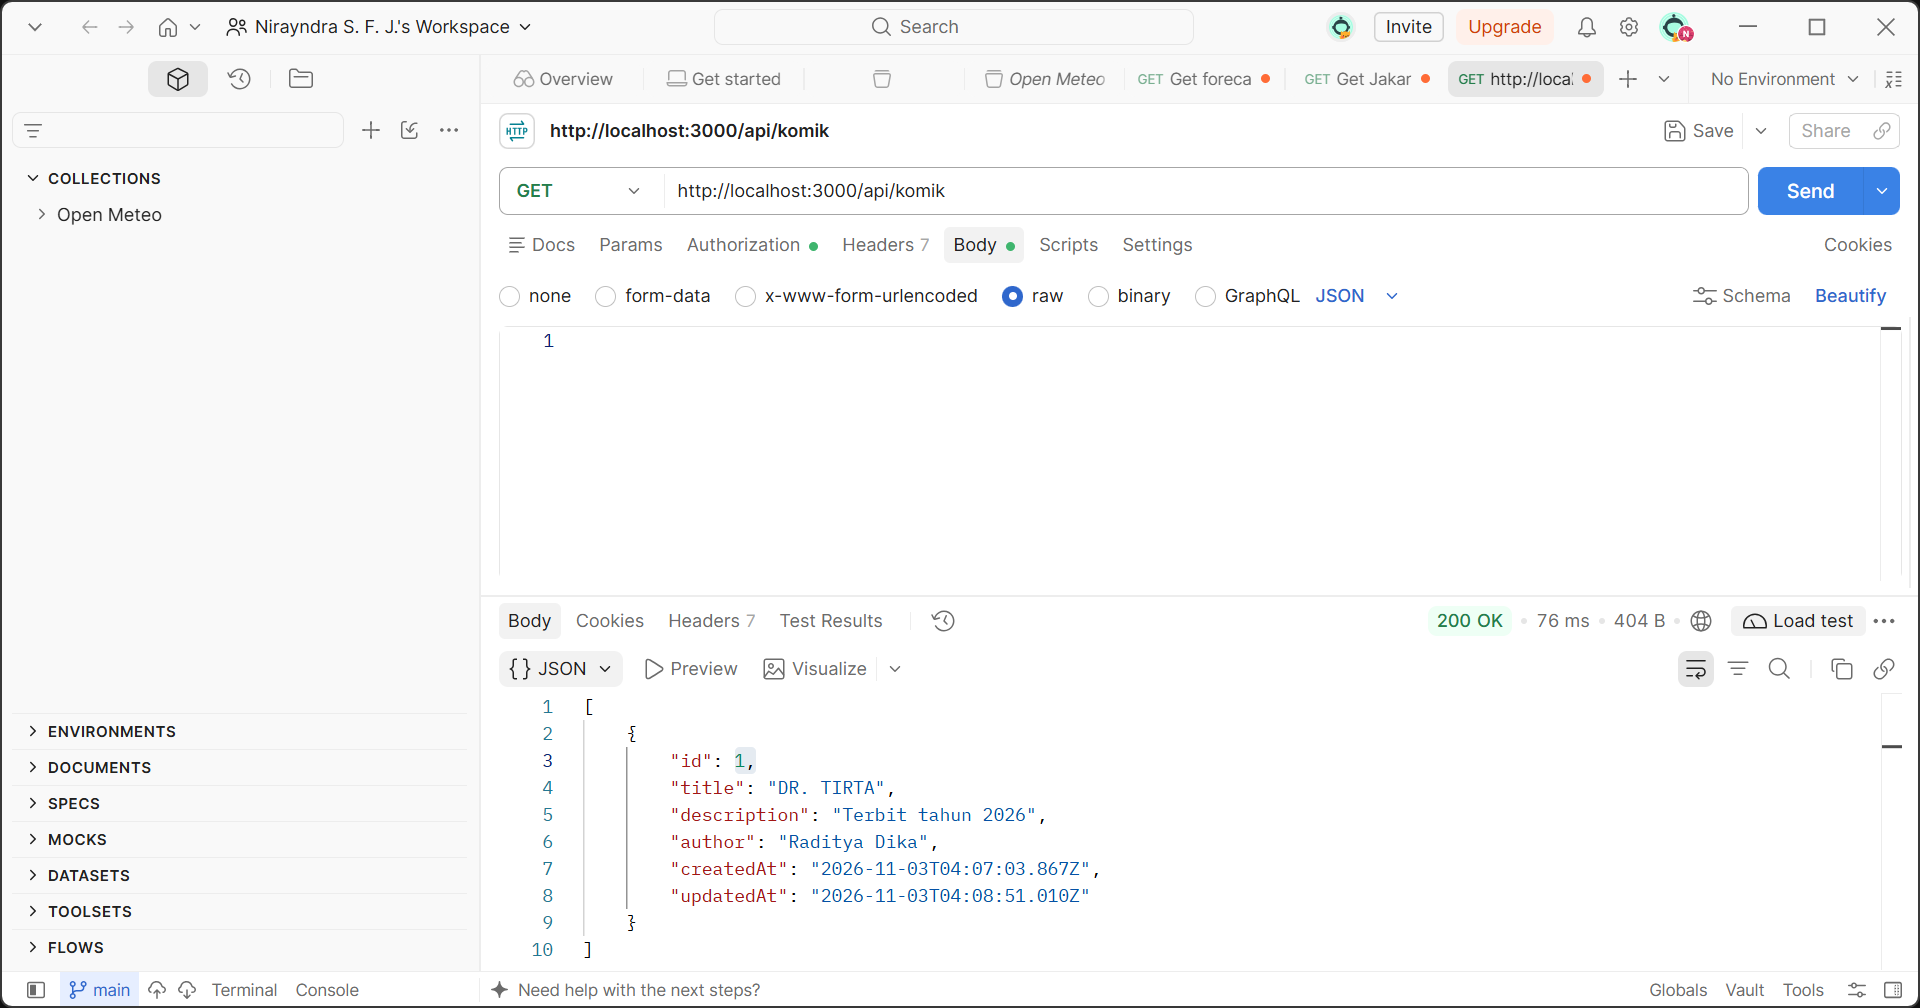 Nirayndra S. F. J.'s Workspace
Search
Invite
Upgrade
N
Overview
Get started
Open Meteo
GET Get foreca
GET Get Jakar
GET http://loca
No Environment
HTTP http://localhost:3000/api/komik
Save
Share
COLLECTIONS
Open Meteo
GET
http://localhost:3000/api/komik
Send
Docs
Params
Authorization
Headers 7
Body
Scripts
Settings
Cookies
none
form-data
x-www-form-urlencoded
raw
binary
GraphQL
JSON
Schema
Beautify
1
Body
Cookies
Headers 7
Test Results
200 OK
76 ms
404 B
Load test
{} JSON
Preview
Visualize
1 [
2 {
3 "id": 1,
4 "title": "DR. TIRTA",
5 "description": "Terbit tahun 2026",
6 "author": "Raditya Dika",
7 "createdAt": "2026-11-03T04:07:03.867Z",
8 "updatedAt": "2026-11-03T04:08:51.010Z"
9 }
10 ]
ENVIRONMENTS
DOCUMENTS
SPECS
MOCKS
DATASETS
TOOLSETS
FLOWS
main
Terminal
Console
Need help with the next steps?
Globals
Vault
Tools